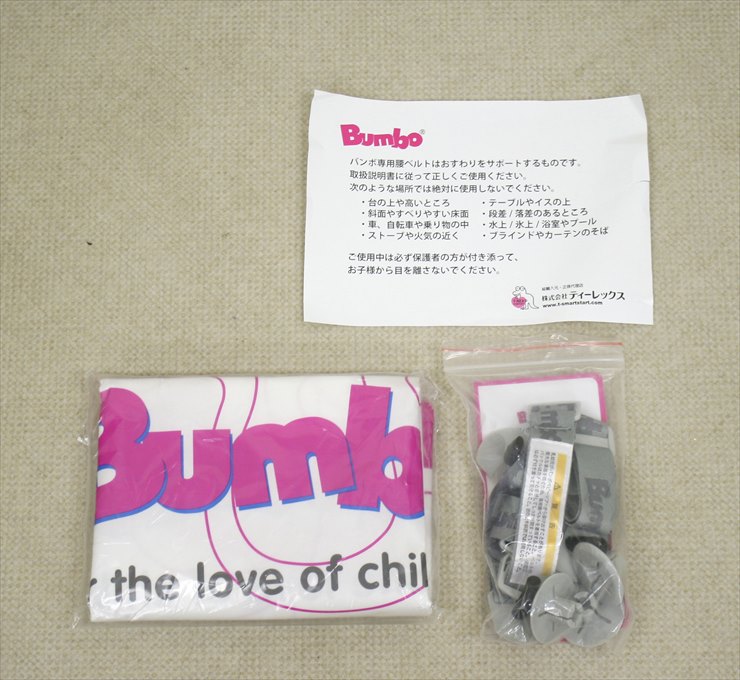 Bumbo®
バンボ専用腰ベルトはおすわりをサポートするものです。
取扱説明書に従って正しくご使用ください。
次のような場所では絶対に使用しないでください。
・台の上や高いところ ・テーブルやイスの上
・斜面やすべりやすい床面 ・段差 / 落差のあるところ
・車、自転車や乗り物の中 ・水上 / 氷上 / 浴室やプール
・ストーブや火気の近く ・ブラインドやカーテンのそば
ご使用中は必ず保護者の方が付き添って、
お子様から目を離さないでください。
株式会社 ティーレックス
www.t-smartstart.com
Bumb
r the love of chil
Bumb